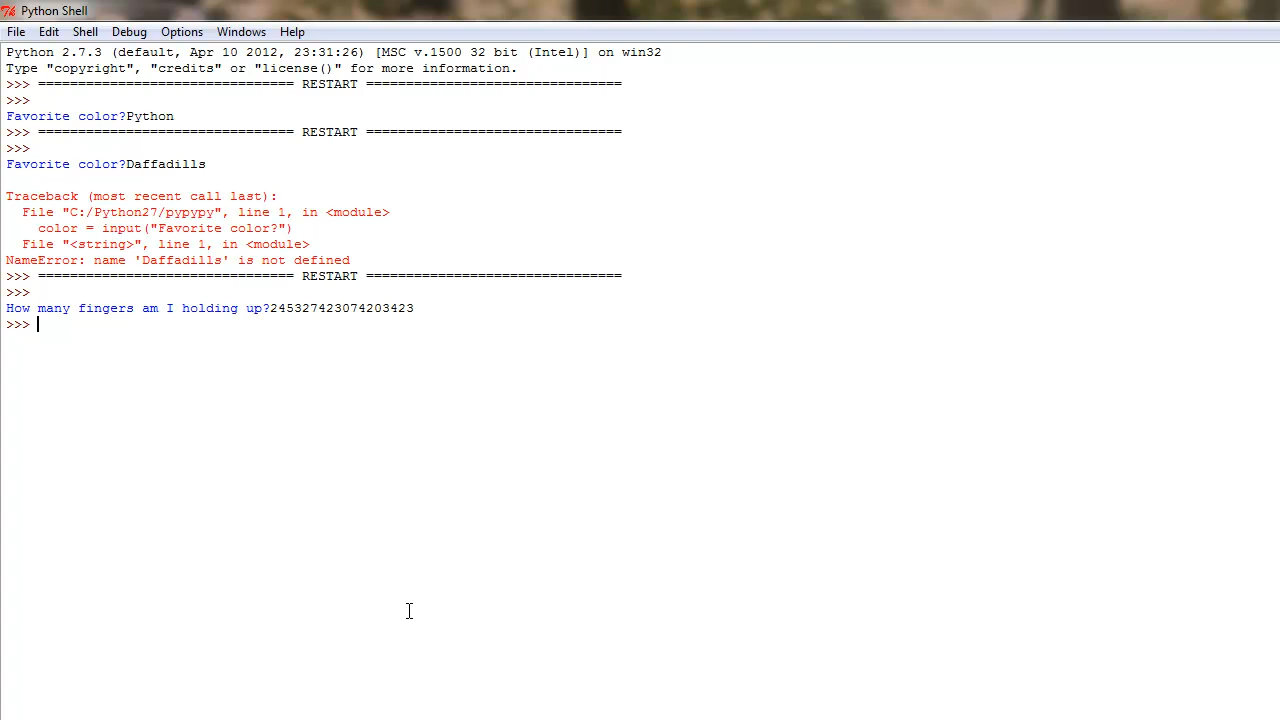 Python Shell
File Edit Shell Debug Options Windows Help
Python 2.7.3 (default, Apr 10 2012, 23:31:26) [MSC v.1500 32 bit (Intel)] on win32
Type "copyright", "credits" or "license()" for more information.
>>> ================================ RESTART ================================
>>>
Favorite color?Python
>>> ================================ RESTART ================================
>>>
Favorite color?Daffadills
Traceback (most recent call last):
File "C:/Python27/pypypy", line 1, in <module>
color = input("Favorite color?")
File "<string>", line 1, in <module>
NameError: name 'Daffadills' is not defined
>>> ================================ RESTART ================================
>>>
How many fingers am I holding up?245327423074203423
>>>